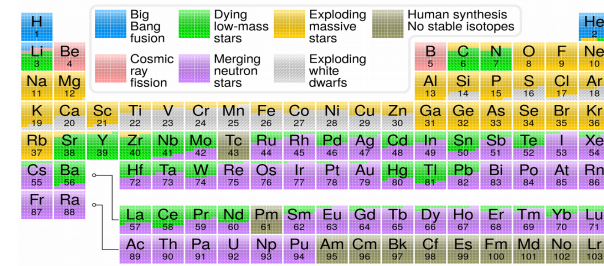 H Big Bang fusion Dying low-mass stars Exploding massive stars Human synthesis No stable isotopes He
1 2
Li Be Cosmic ray fission Merging neutron stars Exploding white dwarfs B C N O F Ne
3 4 5 6 7 8 9 10
Na Mg Al Si P S Cl Ar
11 12 13 14 15 16 17 18
K Ca Sc Ti V Cr Mn Fe Co Ni Cu Zn Ga Ge As Se Br Kr
19 20 21 22 23 24 25 26 27 28 29 30 31 32 33 34 35 36
Rb Sr Y Zr Nb Mo Tc Ru Rh Pd Ag Cd In Sn Sb Te I Xe
37 38 39 40 41 42 43 44 45 46 47 48 49 50 51 52 53 54
Cs Ba Hf Ta W Re Os Ir Pt Au Hg Tl Pb Bi Po At Rn
55 56 72 73 74 75 76 77 78 79 80 81 82 83 84 85 86
Fr Ra
87 88
La Ce Pr Nd Pm Sm Eu Gd Tb Dy Ho Er Tm Yb Lu
57 58 59 60 61 62 63 64 65 66 67 68 69 70 71
Ac Th Pa U Np Pu Am Cm Bk Cf Es Fm Md No Lr
89 90 91 92 93 94 95 96 97 98 99 100 101 102 103